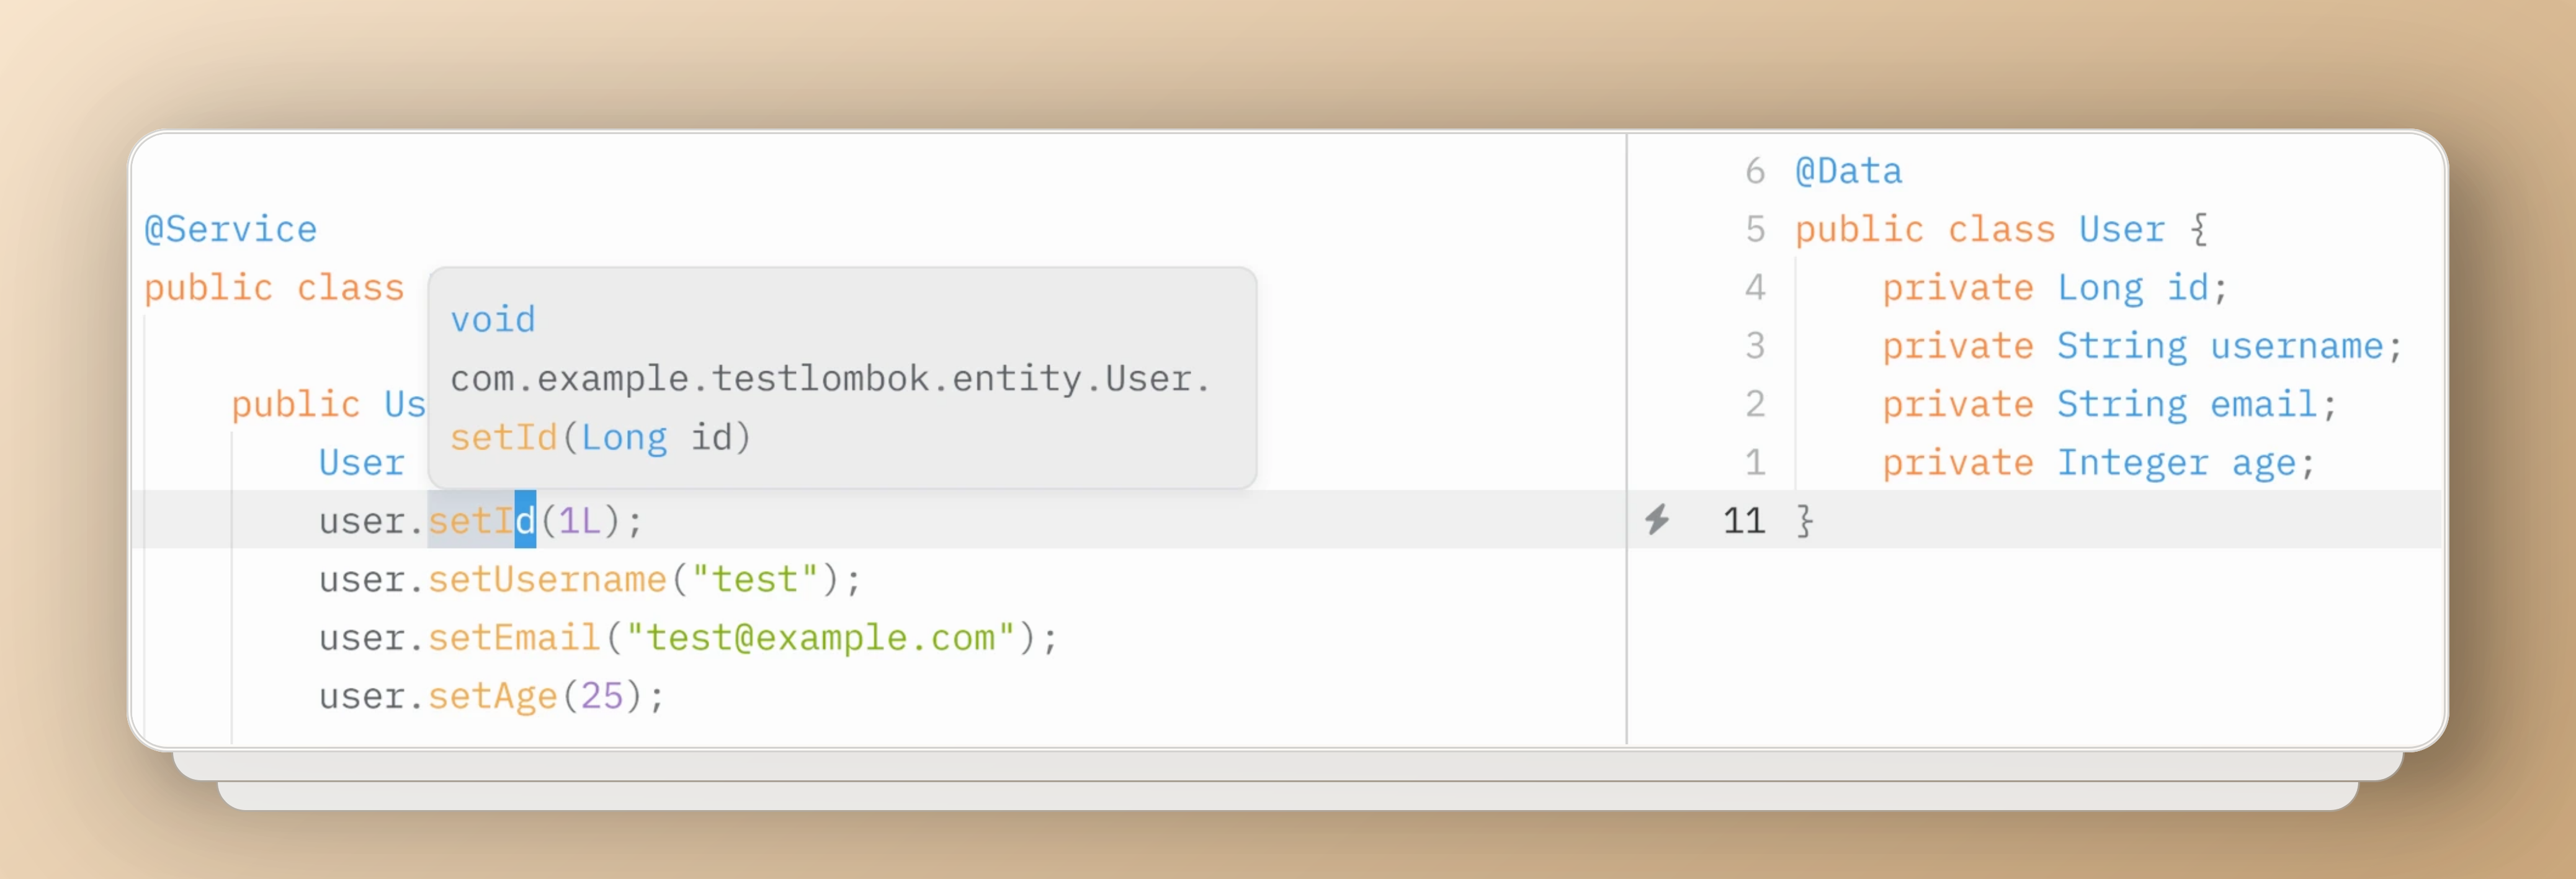 @Service
public class
public Us
User
user.setId(1L);
user.setUsername("test");
user.setEmail("test@example.com");
user.setAge(25);
void
com.example.testlombok.entity.User.
setId(Long id)
6 @Data
5 public class User {
4 private Long id;
3 private String username;
2 private String email;
1 private Integer age;
11 }